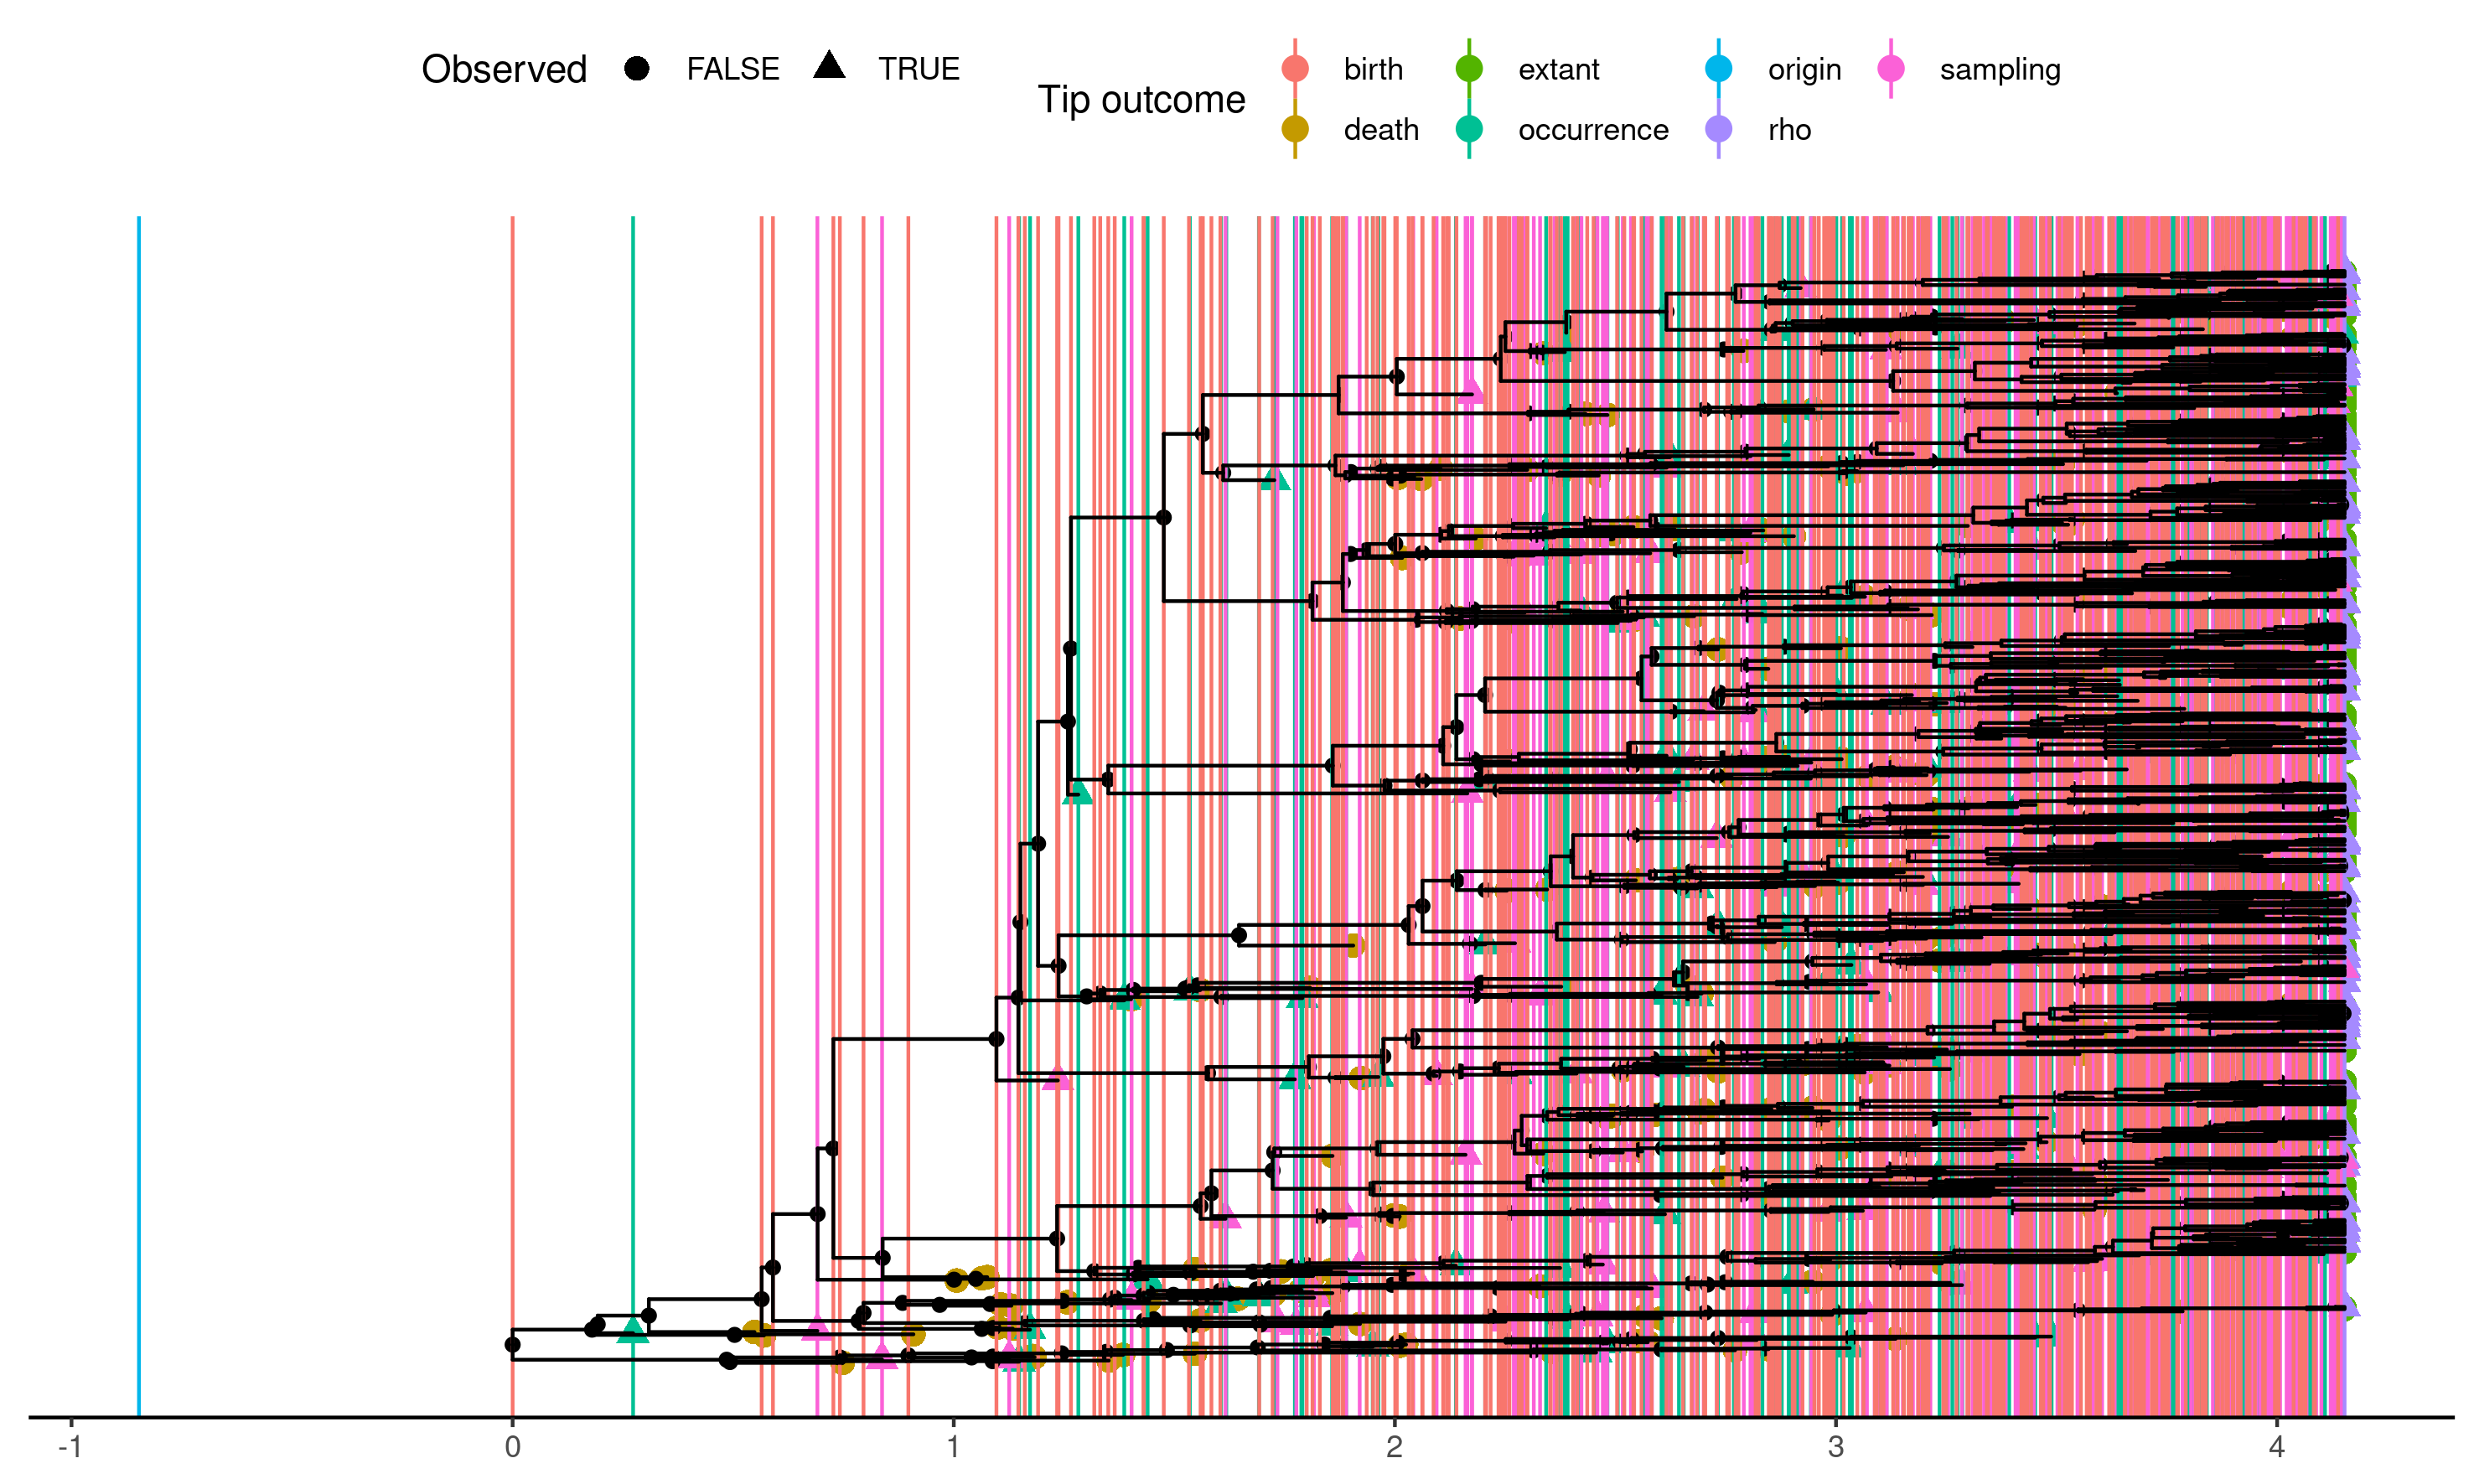 Observed FALSE TRUE
Tip outcome
birth extant origin sampling
death occurrence rho
-1 0 1 2 3 4